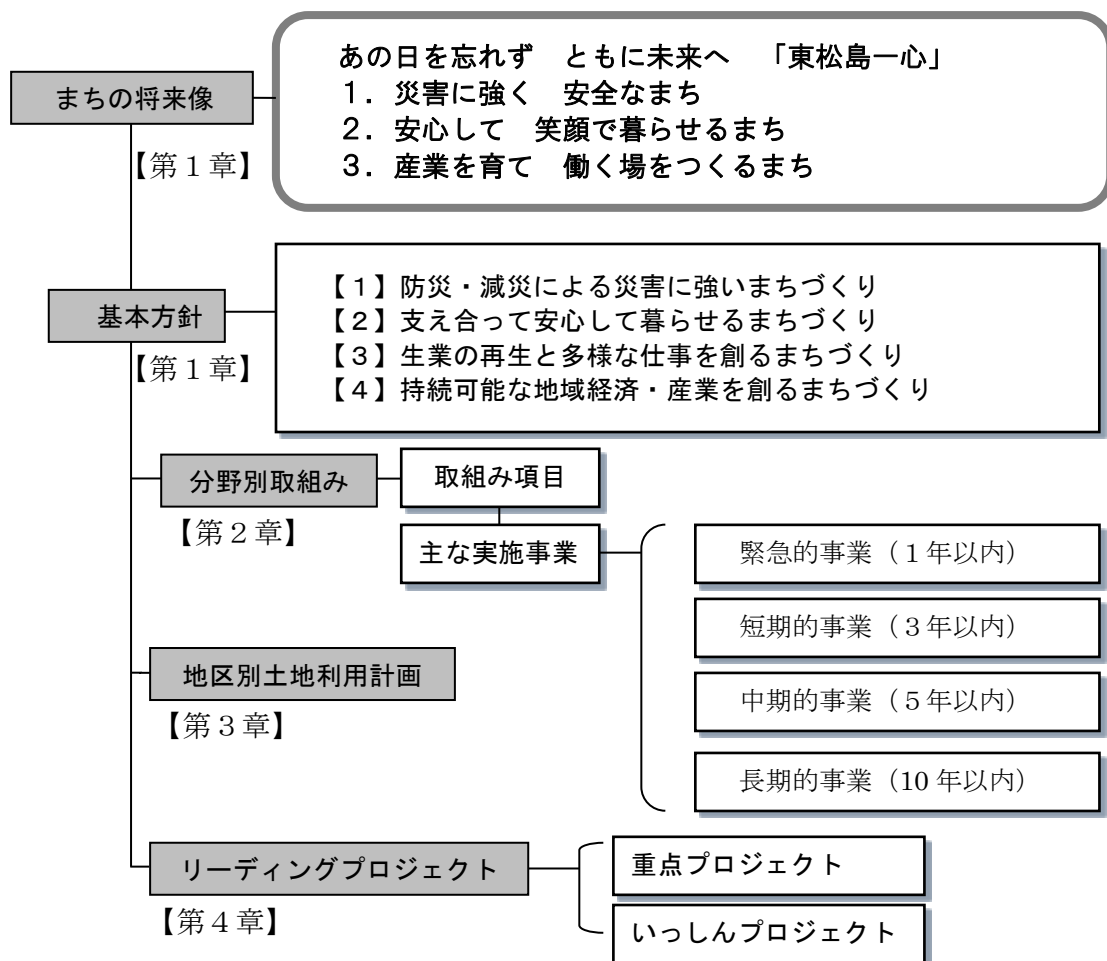 あの日を忘れず　ともに未来へ　「東松島一心」
１．災害に強く　安全なまち
２．安心して　笑顔で暮らせるまち
３．産業を育て　働く場をつくるまち
まちの将来像
【第１章】
【１】防災・減災による災害に強いまちづくり
【２】支え合って安心して暮らせるまちづくり
【３】生業の再生と多様な仕事を創るまちづくり
【４】持続可能な地域経済・産業を創るまちづくり
基本方針
【第１章】
分野別取組み
【第２章】
取組み項目
主な実施事業
緊急的事業（１年以内）
短期的事業（３年以内）
中期的事業（５年以内）
長期的事業（10 年以内）
地区別土地利用計画
【第３章】
リーディングプロジェクト
【第４章】
重点プロジェクト
いっしんプロジェクト